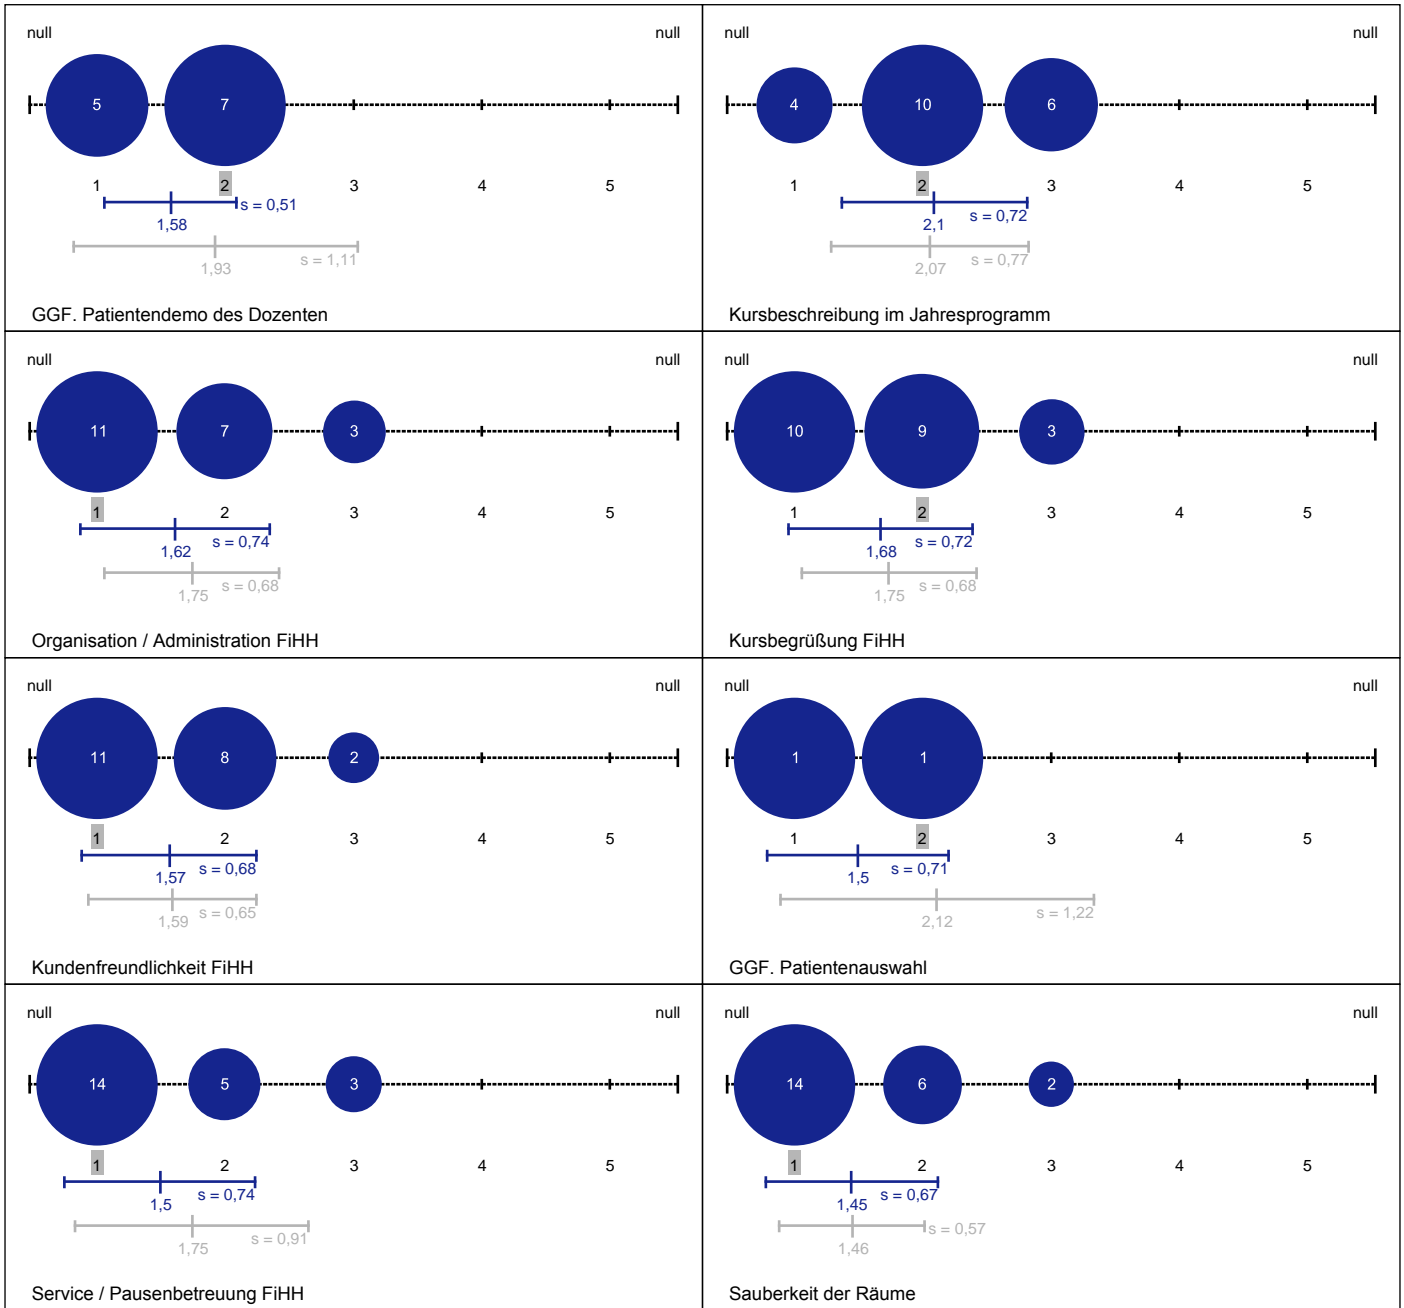 null null
5 7
1 2 3 4 5
s = 0,51
1,58
s = 1,11
1,93
GGF. Patientendemo des Dozenten
null null
4 10 6
1 2 3 4 5
s = 0,72
2,1
s = 0,77
2,07
Kursbeschreibung im Jahresprogramm
null null
11 7 3
1 2 3 4 5
s = 0,74
1,62
s = 0,68
1,75
Organisation / Administration FiHH
null null
10 9 3
1 2 3 4 5
s = 0,72
1,68
s = 0,68
1,75
Kursbegrüßung FiHH
null null
11 8 2
1 2 3 4 5
s = 0,68
1,57
s = 0,65
1,59
Kundenfreundlichkeit FiHH
null null
1 1
1 2 3 4 5
s = 0,71
1,5
s = 1,22
2,12
GGF. Patientenauswahl
null null
14 5 3
1 2 3 4 5
s = 0,74
1,5
s = 0,91
1,75
Service / Pausenbetreuung FiHH
null null
14 6 2
1 2 3 4 5
s = 0,67
1,45
s = 0,57
1,46
Sauberkeit der Räume